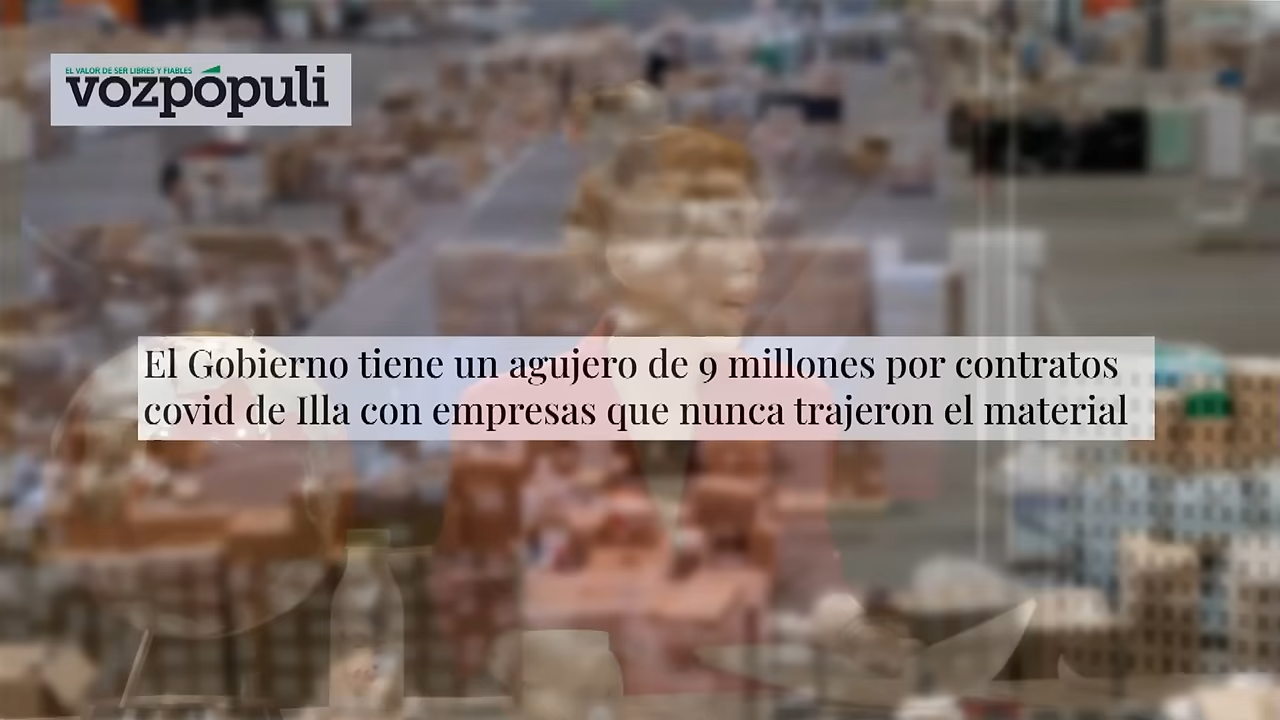 EL VALOR DE SER LIBRES Y FIABLES
vozpópuli
El Gobierno tiene un agujero de 9 millones por contratos
covid de Illa con empresas que nunca trajeron el material